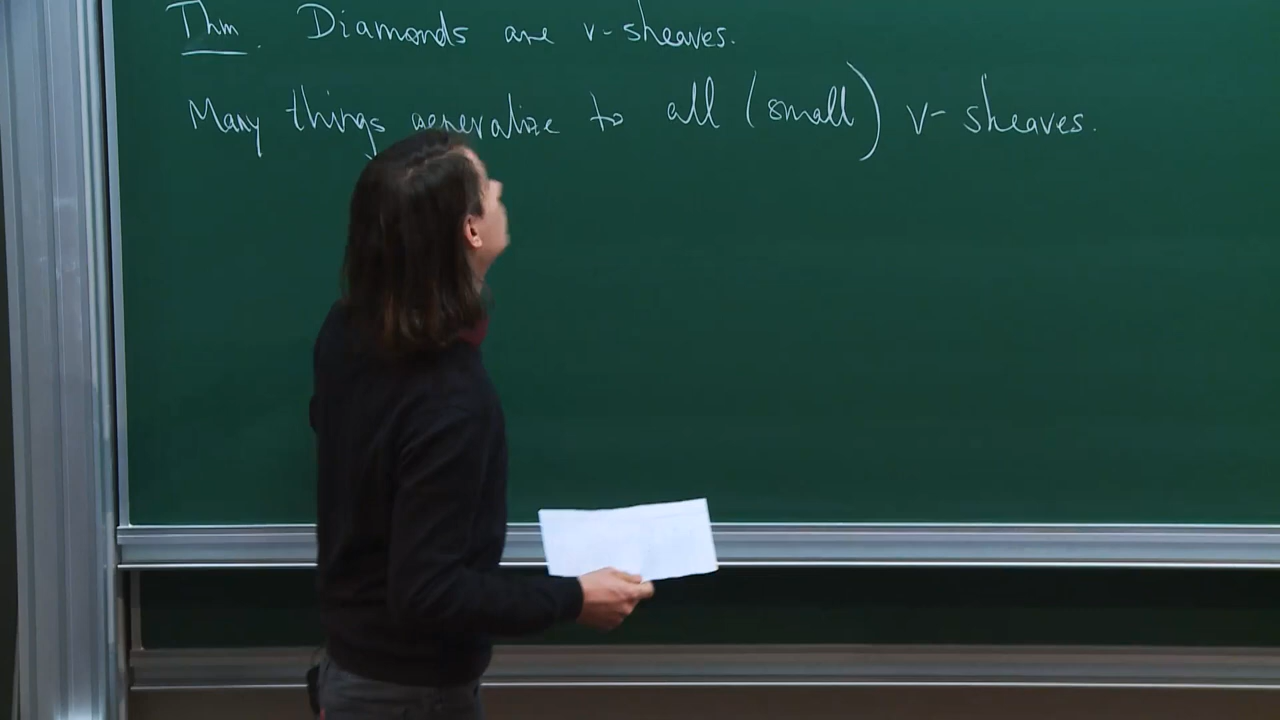 Thm. Diamonds are v-sheaves.
Many things generalize to all (small) v-sheaves.